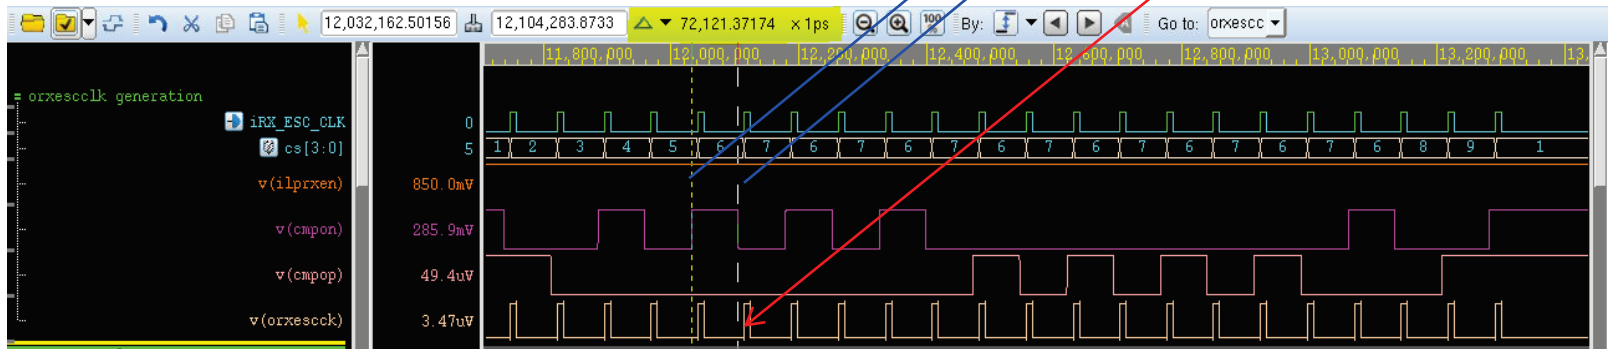 12,032,162.50156 12,104,283.8733 72,121.37174 x 1ps 100% By: Go to: orxescc
11,800,000 12,000,000 12,200,000 12,400,000 12,600,000 12,800,000 13,000,000 13,200,000 13,
orxescclk generation
iRX_ESC_CLK 0
cs[3:0] 5 1 2 3 4 5 6 7 6 7 6 7 6 7 6 7 6 7 6 7 6 8 9 1
v(ilprxen) 850.0mV
v(cmpon) 285.9mV
v(cmpop) 49.4uV
v(orxescck) 3.47uV